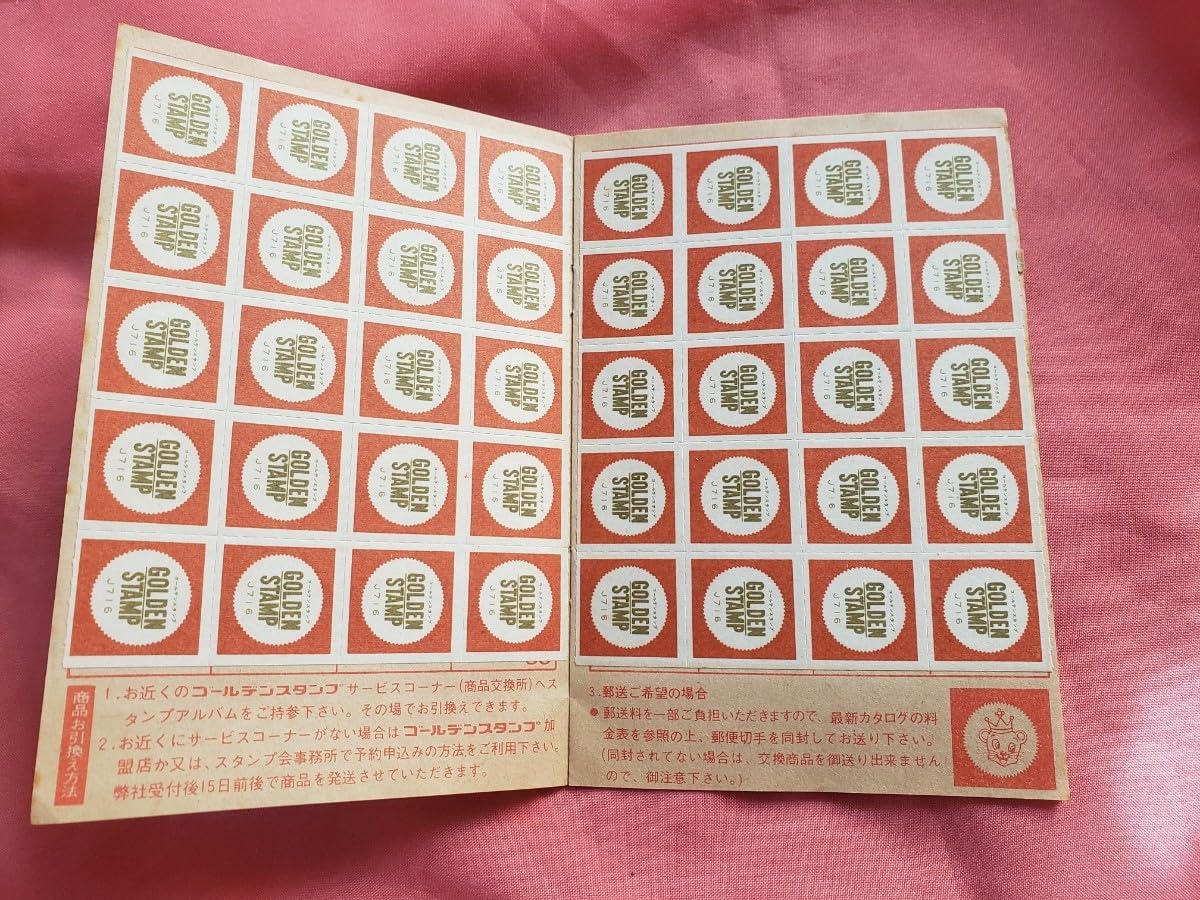 GOLDEN STAMP
ゴールデンスタンプ
J716
商品お引換え方法
1.お近くのゴールデンスタンプサービスコーナー(商品交換所)へス
タンプアルバムをご持参下さい。その場でお引換えできます。
2.お近くにサービスコーナーがない場合はゴールデンスタンプ加
盟店か又は、スタンプ会事務所で予約申込みの方法をご利用下さい。
弊社受付後15日前後で商品を発送させていただきます。
3.郵送ご希望の場合
●郵送料を一部ご負担いただきますので、最新カタログの料
金表を参照の上、郵便切手を同封してお送り下さい。
(同封されてない場合は、交換商品を御送り出来ません
ので、御注意下さい。)